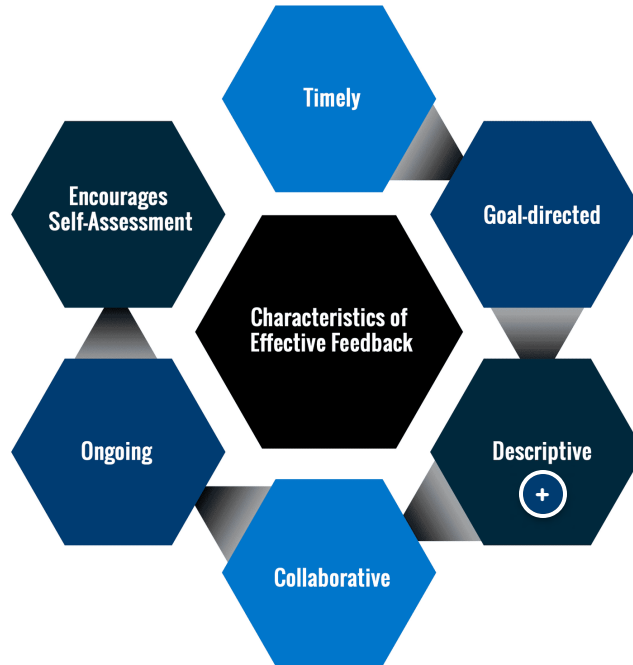 Timely
Goal-directed
Descriptive
+
Collaborative
Ongoing
Encourages
Self-Assessment
Characteristics of
Effective Feedback